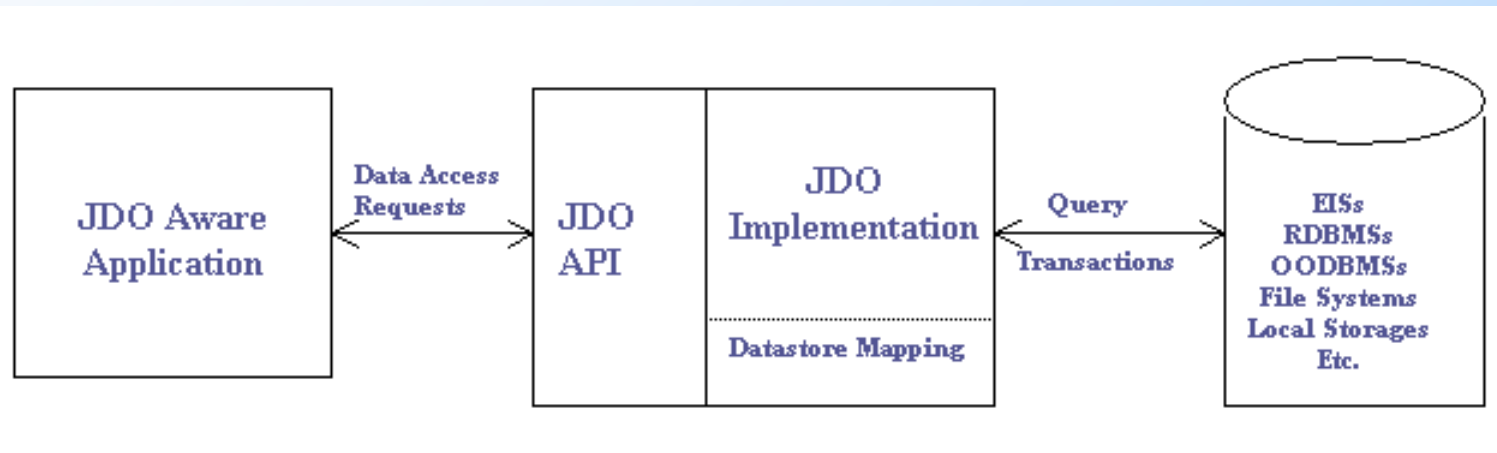 JDO Aware
Application
Data Access
Requests
JDO
API
JDO
Implementation
Datastore Mapping
Query
Transactions
EISs
RDBMSs
OODBMSs
File Systems
Local Storages
Etc.